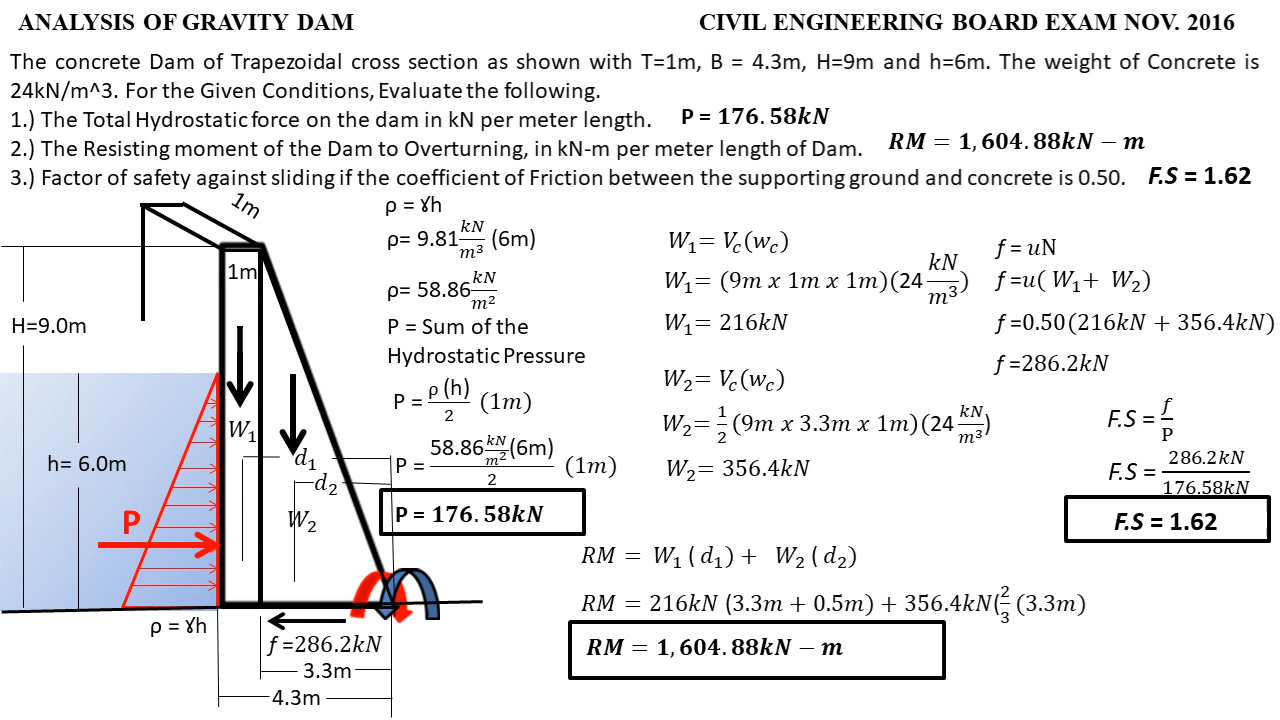 ANALYSIS OF GRAVITY DAM
CIVIL ENGINEERING BOARD EXAM NOV. 2016
The concrete Dam of Trapezoidal cross section as shown with T=1m, B = 4.3m, H=9m and h=6m. The weight of Concrete is
24kN/m^3. For the Given Conditions, Evaluate the following.
1.) The Total Hydrostatic force on the dam in kN per meter length. P = 176.58kN
2.) The Resisting moment of the Dam to Overturning, in kN-m per meter length of Dam. RM = 1,604.88kN − m
3.) Factor of safety against sliding if the coefficient of Friction between the supporting ground and concrete is 0.50. F.S = 1.62
1m
1m
H=9.0m
h= 6.0m
W₁
d₁
d₂
W₂
P
ρ = ɣh
f =286.2kN
3.3m
4.3m
ρ = ɣh
ρ= 9.81 kN/m³ (6m)
ρ= 58.86 kN/m²
P = Sum of the
Hydrostatic Pressure
P = ρ (h)/2 (1m)
P = 58.86 kN/m² (6m)/2 (1m)
P = 176.58kN
W₁= V_c(w_c)
W₁= (9m x 1m x 1m)(24 kN/m³)
W₁= 216kN
W₂= V_c(w_c)
W₂= 1/2 (9m x 3.3m x 1m)(24 kN/m³)
W₂= 356.4kN
f = uN
f =u( W₁+ W₂)
f =0.50(216kN + 356.4kN)
f =286.2kN
F.S = f/P
F.S = 286.2kN/176.58kN
F.S = 1.62
RM = W₁ ( d₁) + W₂ ( d₂)
RM = 216kN (3.3m + 0.5m) + 356.4kN(2/3 (3.3m)
RM = 1,604.88kN − m